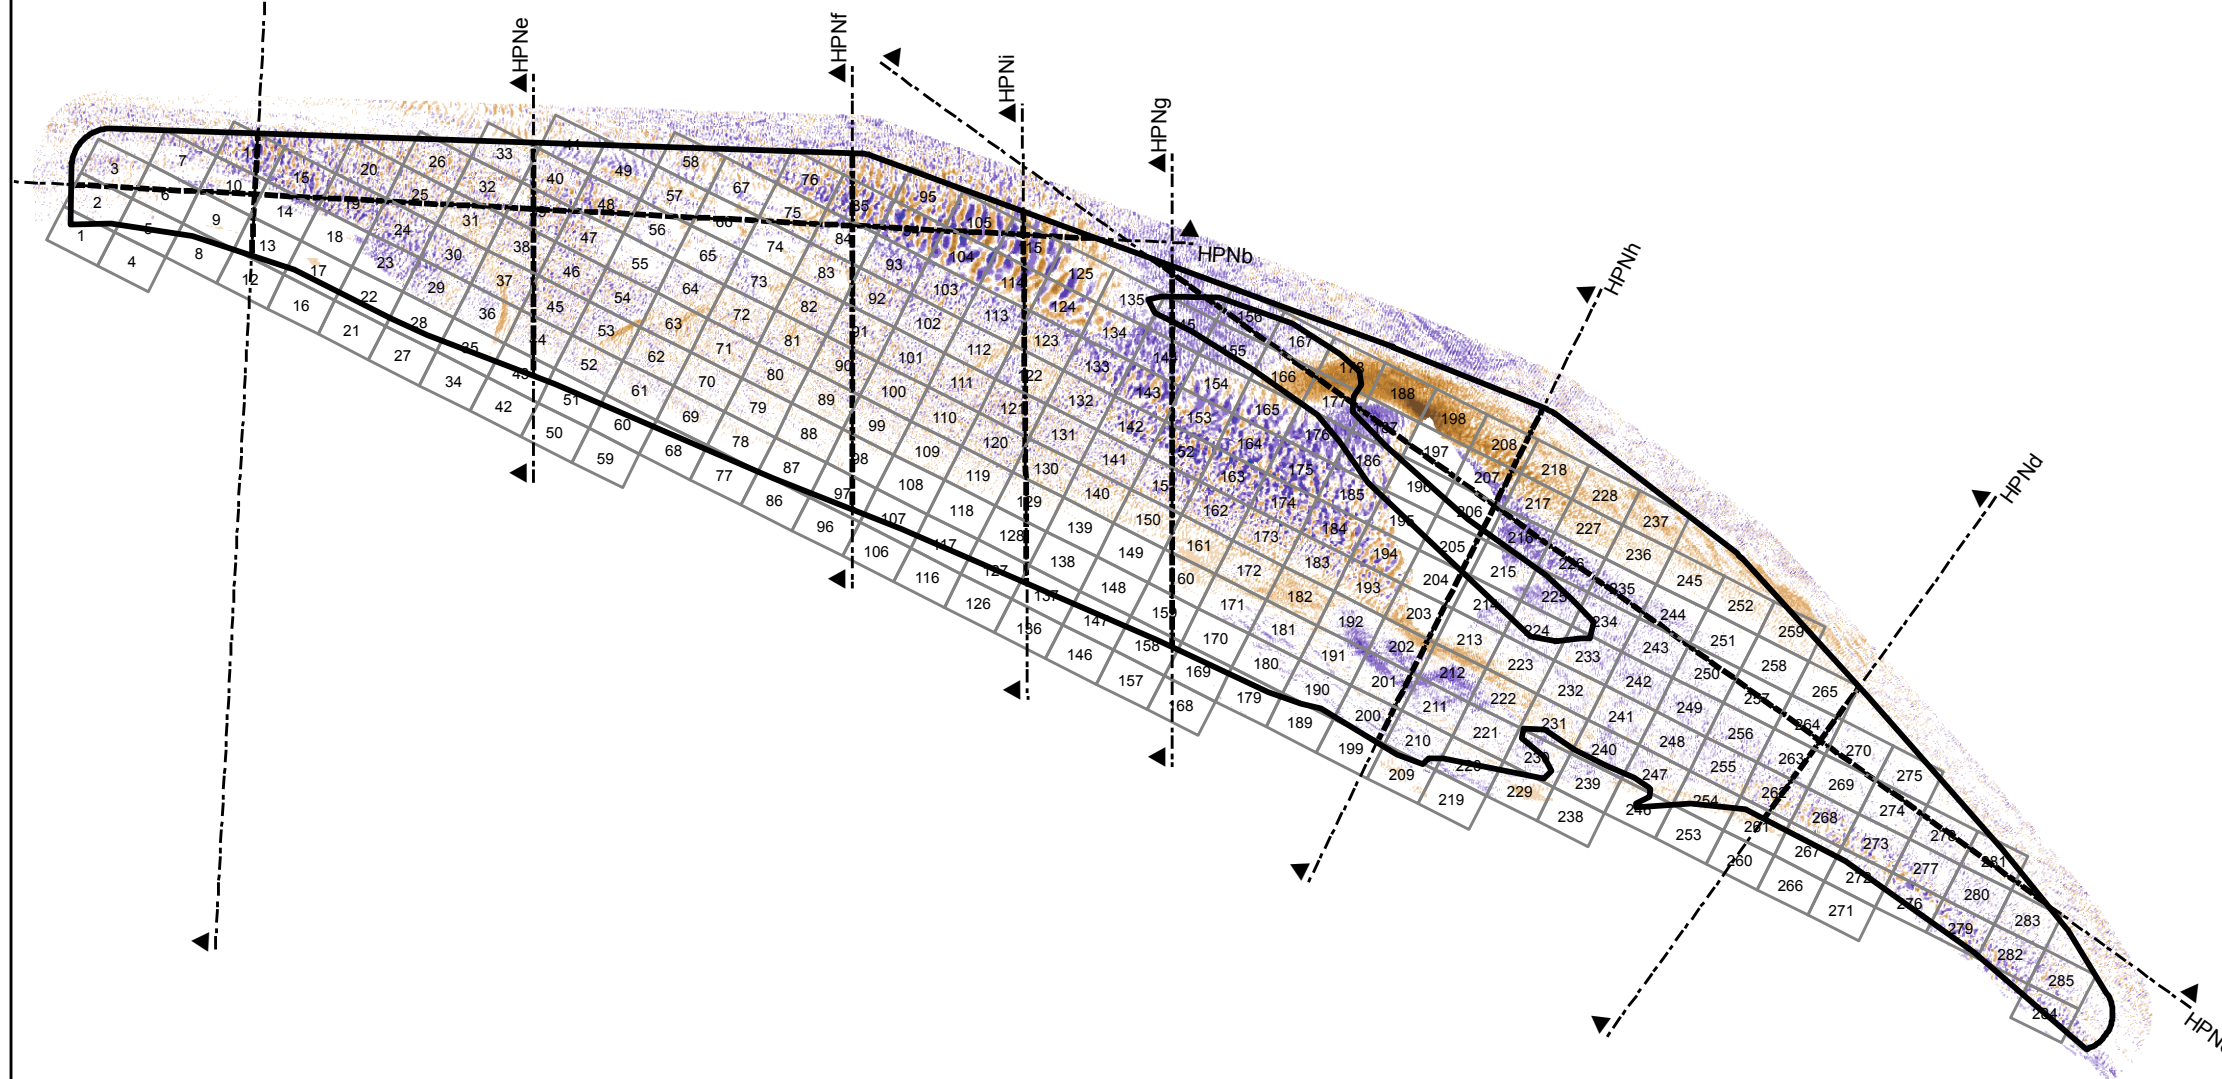 HPNe
HPNf
HPNi
HPNg
HPNb
HPNh
HPNd
3 7 20 26 33 49 58 67 76 95 105
2 6 10 15 25 32 40 48 57 75 85 104 125
1 9 14 31 47 56 66 74 84 93 103 114 124 135 156
4 8 13 18 24 30 38 46 55 65 73 83 92 102 113 123 134 155 167 178
12 17 23 29 37 45 54 64 72 82 91 101 112 122 133 154 166 188
16 22 28 36 44 53 63 71 81 90 100 111 132 143 165 177 198
21 27 35 43 52 62 70 80 89 99 110 120 131 142 153 164 176 187 197 208 218
34 42 51 61 69 79 88 98 109 119 130 141 163 175 186 196 207 217 228
50 60 68 78 87 97 108 118 129 140 162 174 185 195 206 216 227 237
59 77 86 96 107 117 128 139 150 161 173 184 194 205 215 226 236 245
106 116 127 138 149 172 183 193 204 214 225 235 244 252 259
126 137 148 159 171 182 192 203 213 224 234 243 251 258 265
136 147 158 170 181 191 202 212 223 233 242 250 257 264 270 275
146 157 169 180 190 201 211 222 232 241 249 256 263 269 274 278 281
179 189 200 210 221 231 240 248 255 262 268 273 277 280 283
199 209 220 239 247 254 261 267 272 276 279 282 285
219 229 238 246 253 260 266 271 284